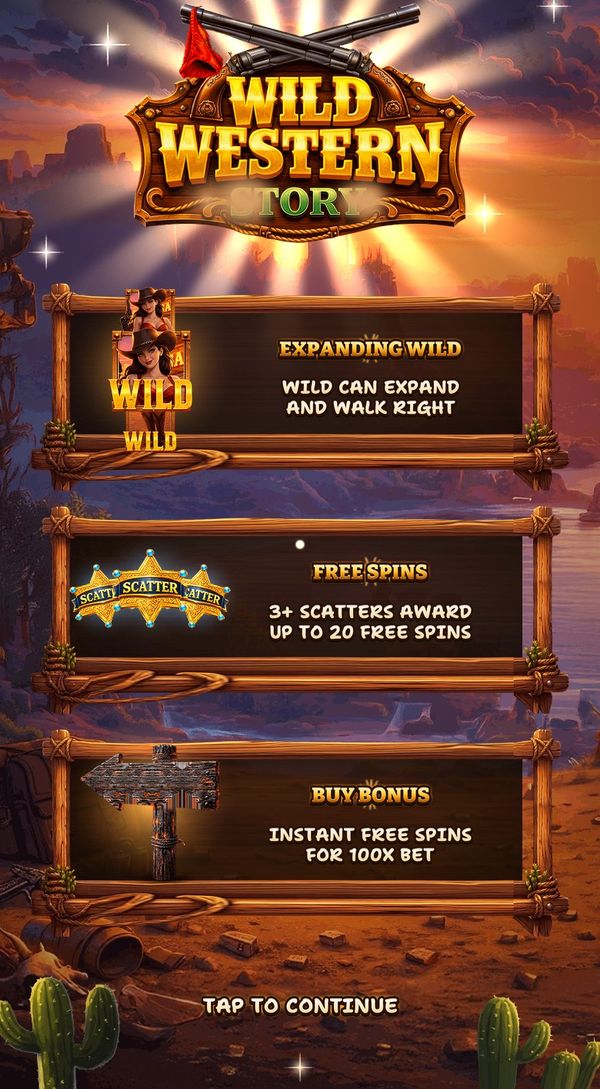 WILD
WESTERN
STORY
EXPANDING WILD
WILD CAN EXPAND
AND WALK RIGHT
WILD
WILD
FREE SPINS
SCATTER
3+ SCATTERS AWARD
UP TO 20 FREE SPINS
BUY BONUS
INSTANT FREE SPINS
FOR 100X BET
TAP TO CONTINUE